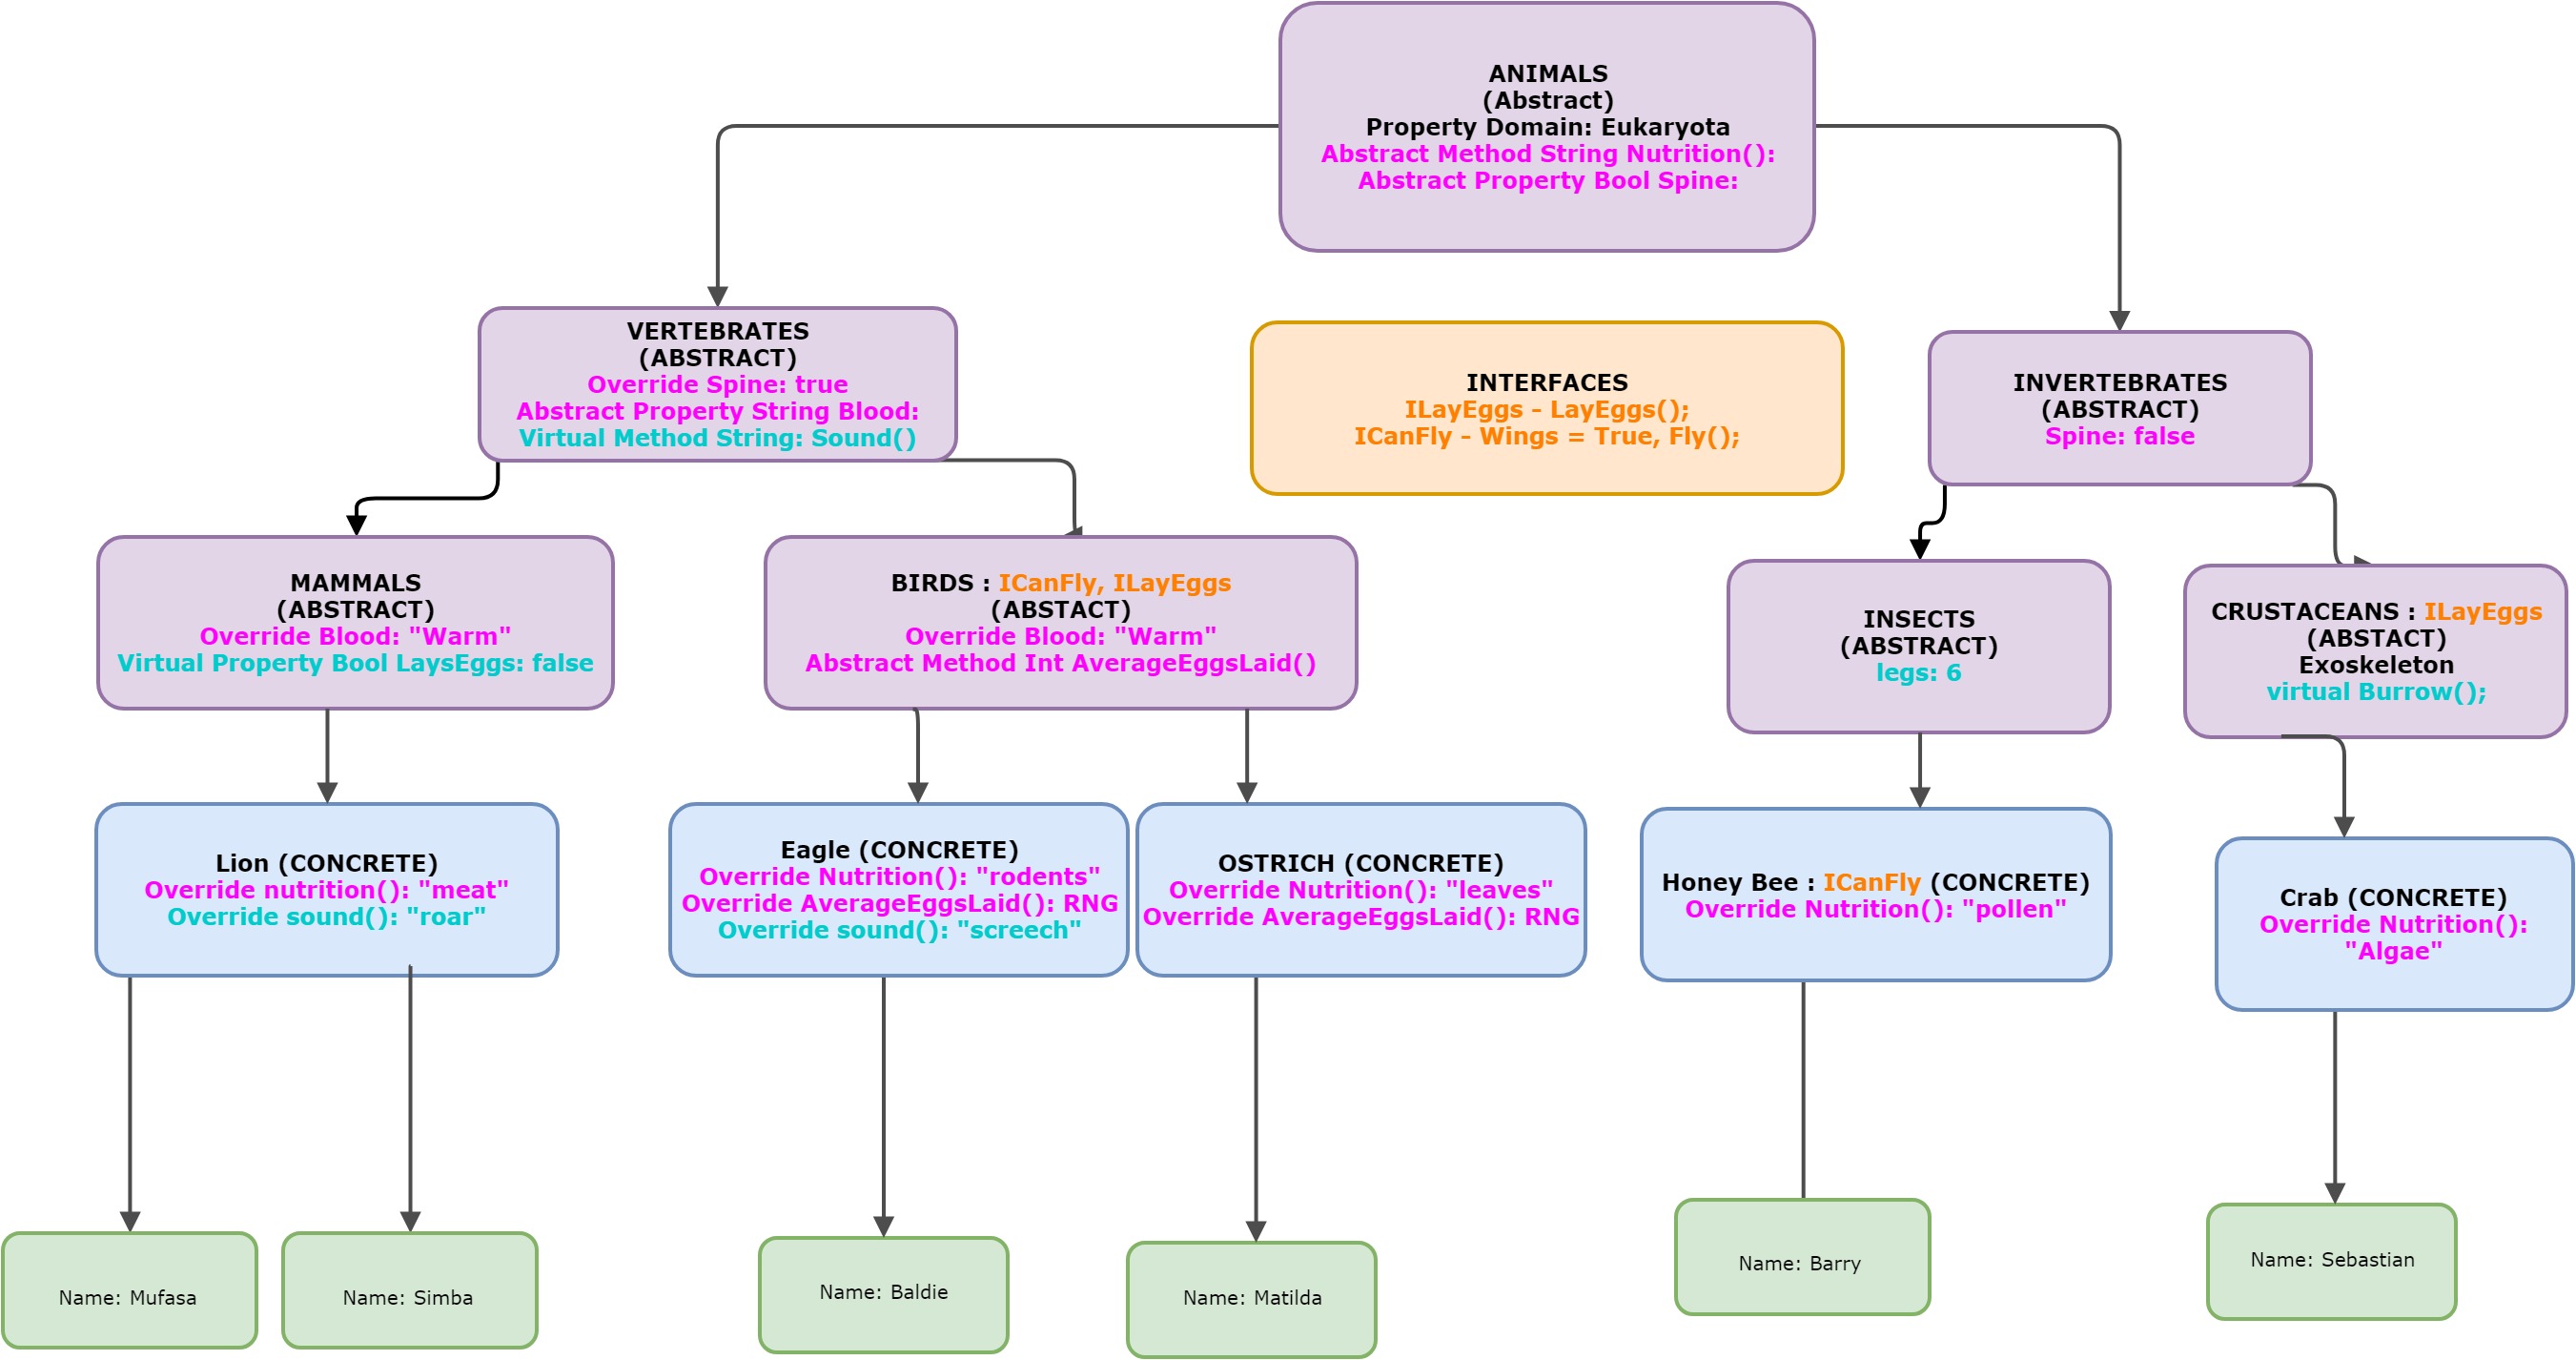 ANIMALS
(Abstract)
Property Domain: Eukaryota
Abstract Method String Nutrition():
Abstract Property Bool Spine:
VERTEBRATES
(ABSTRACT)
Override Spine: true
Abstract Property String Blood:
Virtual Method String: Sound()
INTERFACES
ILayEggs - LayEggs();
ICanFly - Wings = True, Fly();
INVERTEBRATES
(ABSTRACT)
Spine: false
MAMMALS
(ABSTRACT)
Override Blood: "Warm"
Virtual Property Bool LaysEggs: false
BIRDS : ICanFly, ILayEggs
(ABSTACT)
Override Blood: "Warm"
Abstract Method Int AverageEggsLaid()
INSECTS
(ABSTRACT)
legs: 6
CRUSTACEANS : ILayEggs
(ABSTACT)
Exoskeleton
virtual Burrow();
Lion (CONCRETE)
Override nutrition(): "meat"
Override sound(): "roar"
Eagle (CONCRETE)
Override Nutrition(): "rodents"
Override AverageEggsLaid(): RNG
Override sound(): "screech"
OSTRICH (CONCRETE)
Override Nutrition(): "leaves"
Override AverageEggsLaid(): RNG
Honey Bee : ICanFly (CONCRETE)
Override Nutrition(): "pollen"
Crab (CONCRETE)
Override Nutrition():
"Algae"
Name: Mufasa
Name: Simba
Name: Baldie
Name: Matilda
Name: Barry
Name: Sebastian